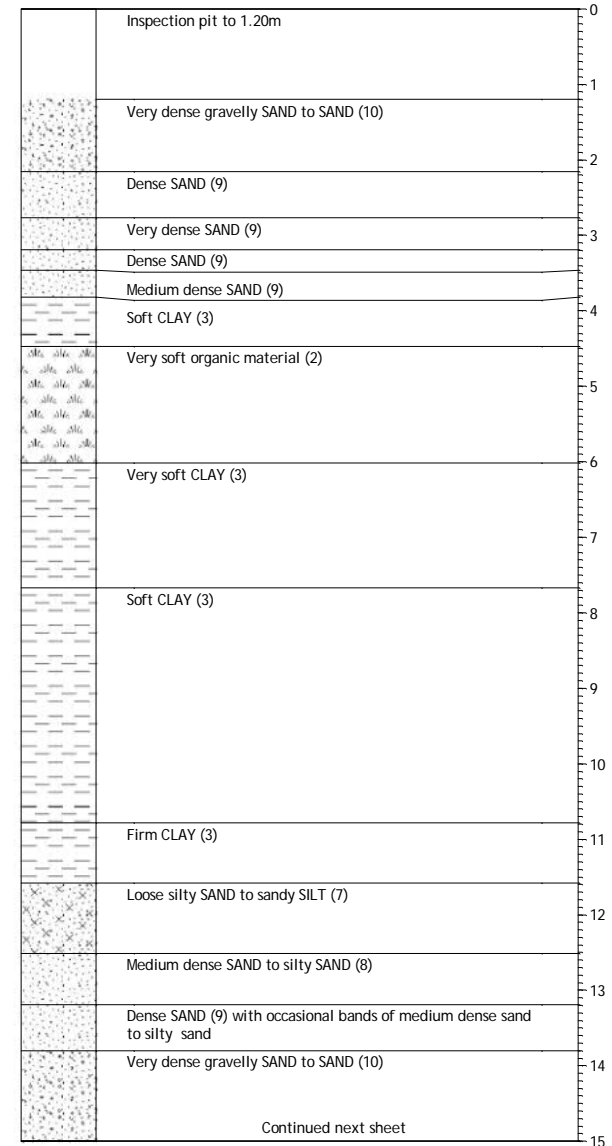 Inspection pit to 1.20m
Very dense gravelly SAND to SAND (10)
Dense SAND (9)
Very dense SAND (9)
Dense SAND (9)
Medium dense SAND (9)
Soft CLAY (3)
Very soft organic material (2)
Very soft CLAY (3)
Soft CLAY (3)
Firm CLAY (3)
Loose silty SAND to sandy SILT (7)
Medium dense SAND to silty SAND (8)
Dense SAND (9) with occasional bands of medium dense sand
to silty sand
Very dense gravelly SAND to SAND (10)
Continued next sheet
0
1
2
3
4
5
6
7
8
9
10
11
12
13
14
15